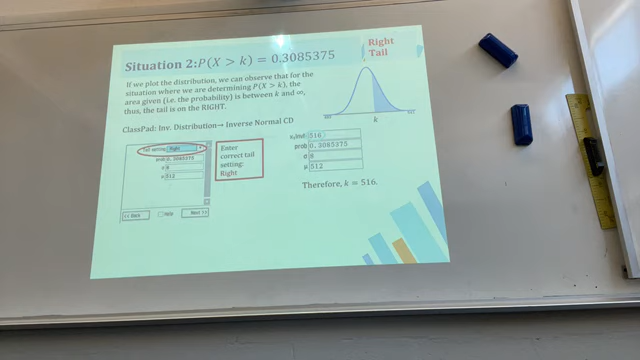 Situation 2:P(X > k) = 0.3085375
Right
Tail
If we plot the distribution, we can observe that for the
situation where we are determining P(X > k), the
area given (i.e. the probability) is between k and ∞,
thus, the tail is on the RIGHT.
k
ClassPad: Inv. Distribution→ Inverse Normal CD
Tail setting Right
prob 0.3085375
σ 8
μ 512
<< Back
Help
Next >>
Enter
correct tail
setting:
Right
x₁InvN 516
prob 0.3085375
σ 8
μ 512
Therefore, k = 516.